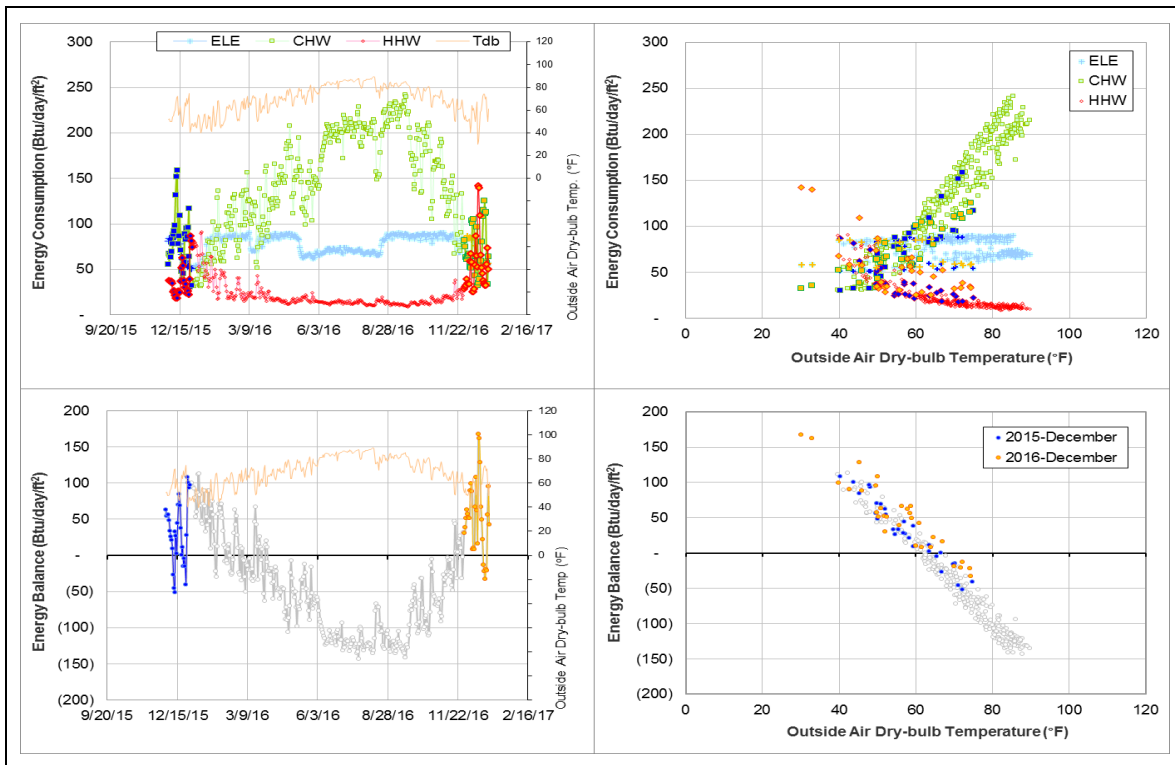 ELE CHW HHW Tdb
Energy Consumption (Btu/day/ft²)
300
250
200
150
100
50
-
120
100
80
60
40
20
0
Outside Air Dry-bulb Temp. (°F)
9/20/15 12/15/15 3/9/16 6/3/16 8/28/16 11/22/16 2/16/17
Energy Consumption (Btu/day/ft²)
300
250
200
150
100
50
-
ELE
CHW
HHW
0 20 40 60 80 100 120
Outside Air Dry-bulb Temperature (°F)
Energy Balance (Btu/day/ft²)
200
150
100
50
-
(50)
(100)
(150)
(200)
120
100
80
60
40
20
0
Outside Air Dry-bulb Temp (°F)
9/20/15 12/15/15 3/9/16 6/3/16 8/28/16 11/22/16 2/16/17
Energy Balance (Btu/day/ft²)
200
150
100
50
-
(50)
(100)
(150)
(200)
2015-December
2016-December
0 20 40 60 80 100 120
Outside Air Dry-bulb Temperature (°F)